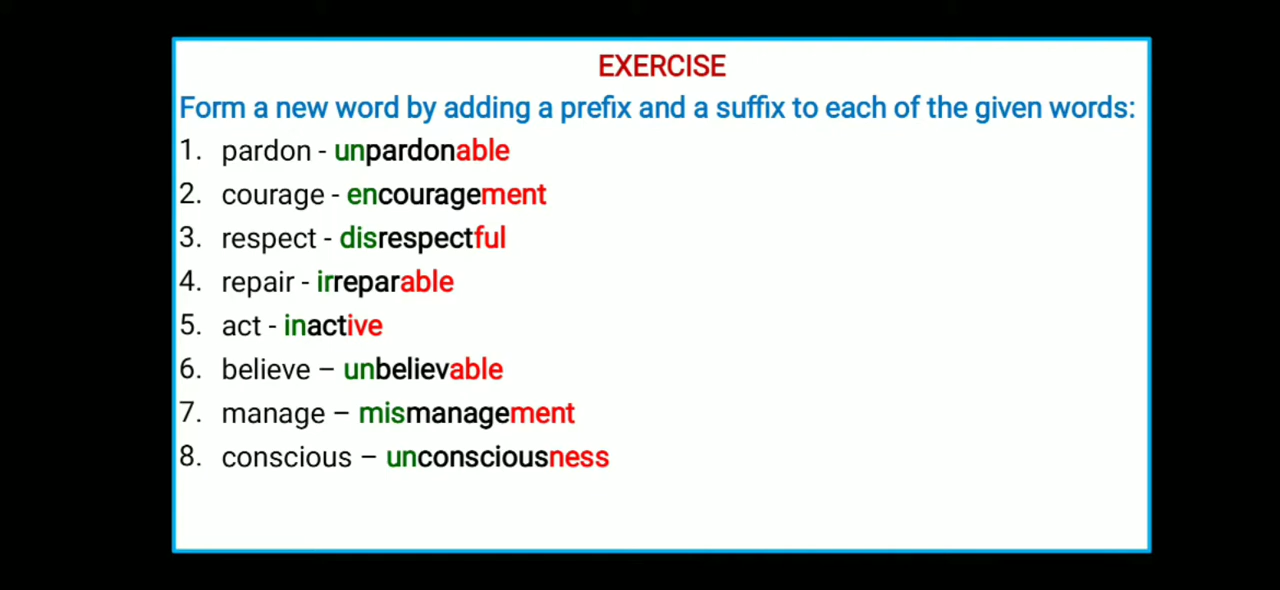 EXERCISE
Form a new word by adding a prefix and a suffix to each of the given words:
1. pardon - unpardonable
2. courage - encouragement
3. respect - disrespectful
4. repair - irreparable
5. act - inactive
6. believe – unbelievable
7. manage – mismanagement
8. conscious – unconsciousness